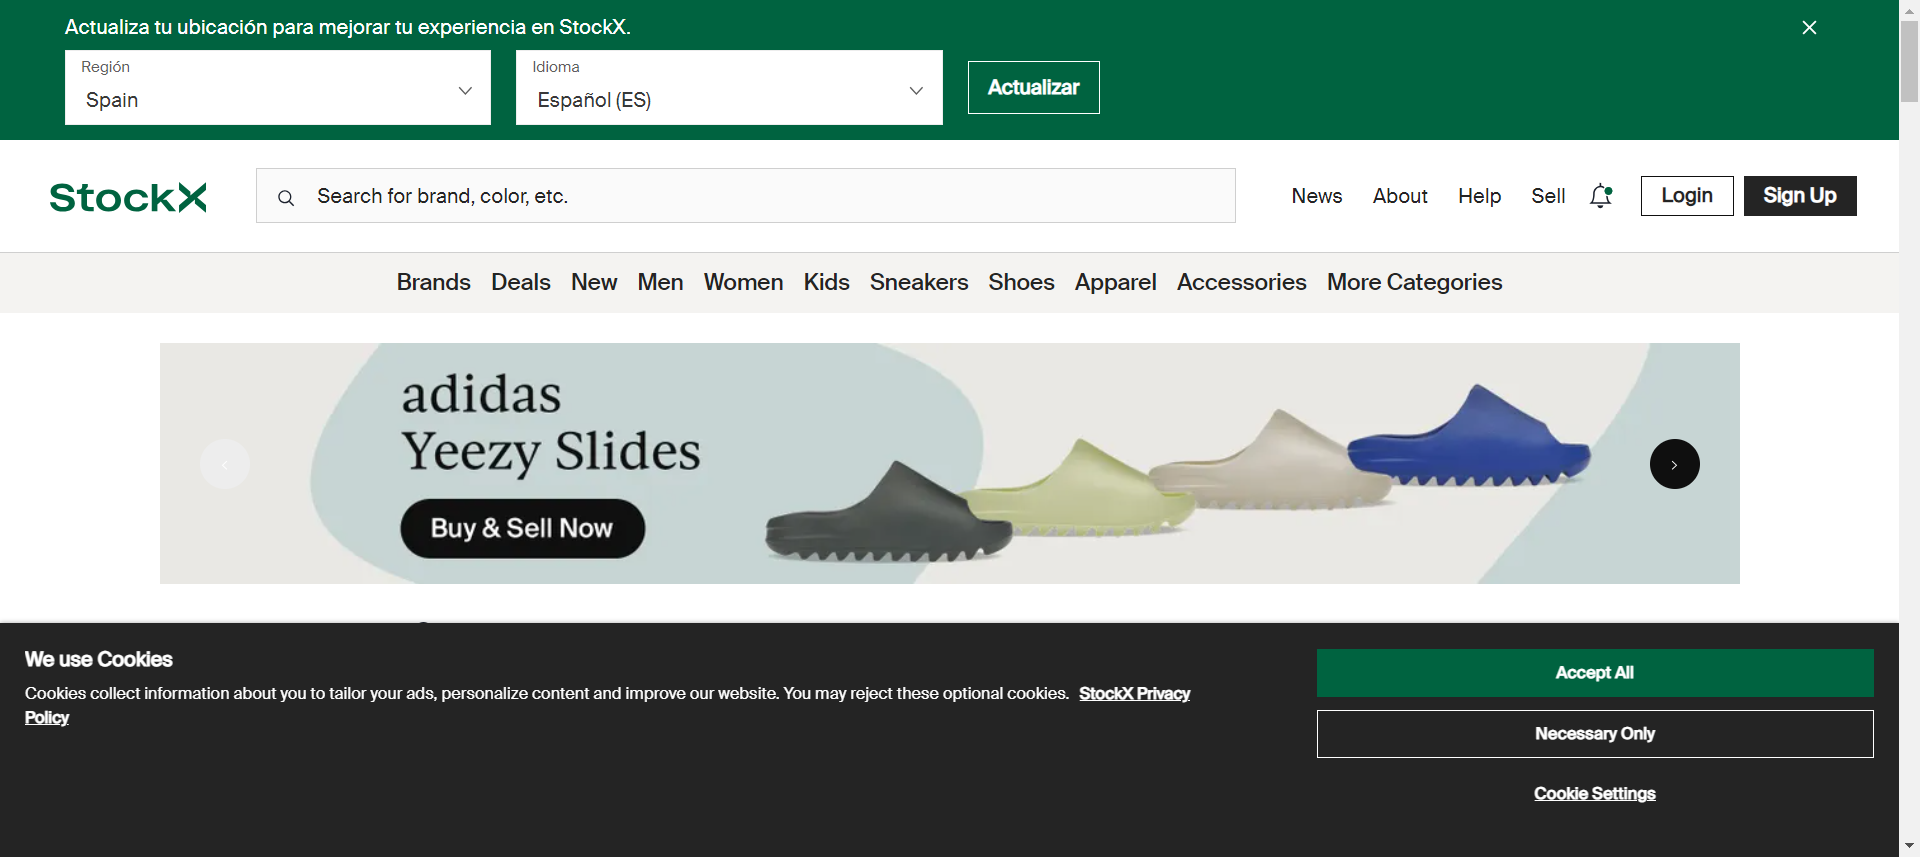 Actualiza tu ubicación para mejorar tu experiencia en StockX.
Región
Spain
Idioma
Español (ES)
Actualizar
StockX
Search for brand, color, etc.
News About Help Sell Login Sign Up
Brands Deals New Men Women Kids Sneakers Shoes Apparel Accessories More Categories
adidas
Yeezy Slides
Buy & Sell Now
We use Cookies
Cookies collect information about you to tailor your ads, personalize content and improve our website. You may reject these optional cookies. StockX Privacy
Policy
Accept All
Necessary Only
Cookie Settings